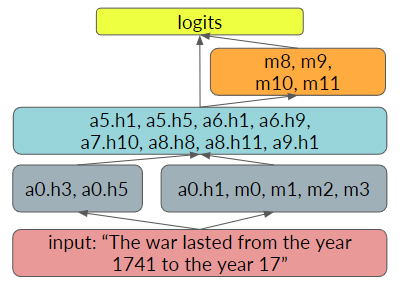 logits
m8, m9,
m10, m11
a5.h1, a5.h5, a6.h1, a6.h9,
a7.h10, a8.h8, a8.h11, a9.h1
a0.h3, a0.h5
a0.h1, m0, m1, m2, m3
input: “The war lasted from the year
1741 to the year 17”